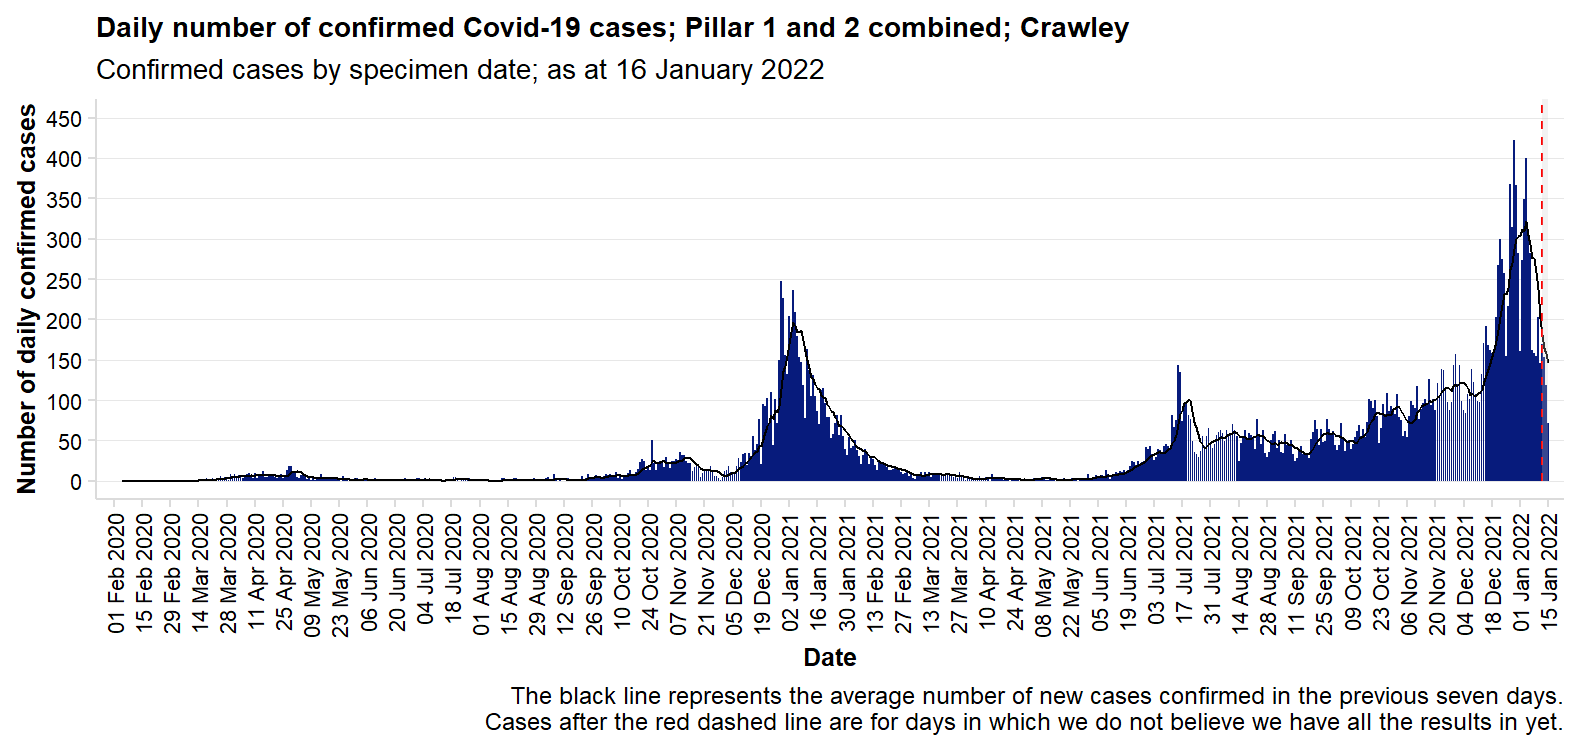 Daily number of confirmed Covid-19 cases; Pillar 1 and 2 combined; Crawley
Confirmed cases by specimen date; as at 16 January 2022
Number of daily confirmed cases
450
400
350
300
250
200
150
100
50
0
01 Feb 2020
15 Feb 2020
29 Feb 2020
14 Mar 2020
28 Mar 2020
11 Apr 2020
25 Apr 2020
09 May 2020
23 May 2020
06 Jun 2020
20 Jun 2020
04 Jul 2020
18 Jul 2020
01 Aug 2020
15 Aug 2020
29 Aug 2020
12 Sep 2020
26 Sep 2020
10 Oct 2020
24 Oct 2020
07 Nov 2020
21 Nov 2020
05 Dec 2020
19 Dec 2020
02 Jan 2021
16 Jan 2021
30 Jan 2021
13 Feb 2021
27 Feb 2021
13 Mar 2021
27 Mar 2021
10 Apr 2021
24 Apr 2021
08 May 2021
22 May 2021
05 Jun 2021
19 Jun 2021
03 Jul 2021
17 Jul 2021
31 Jul 2021
14 Aug 2021
28 Aug 2021
11 Sep 2021
25 Sep 2021
09 Oct 2021
23 Oct 2021
06 Nov 2021
20 Nov 2021
04 Dec 2021
18 Dec 2021
01 Jan 2022
15 Jan 2022
Date
The black line represents the average number of new cases confirmed in the previous seven days.
Cases after the red dashed line are for days in which we do not believe we have all the results in yet.